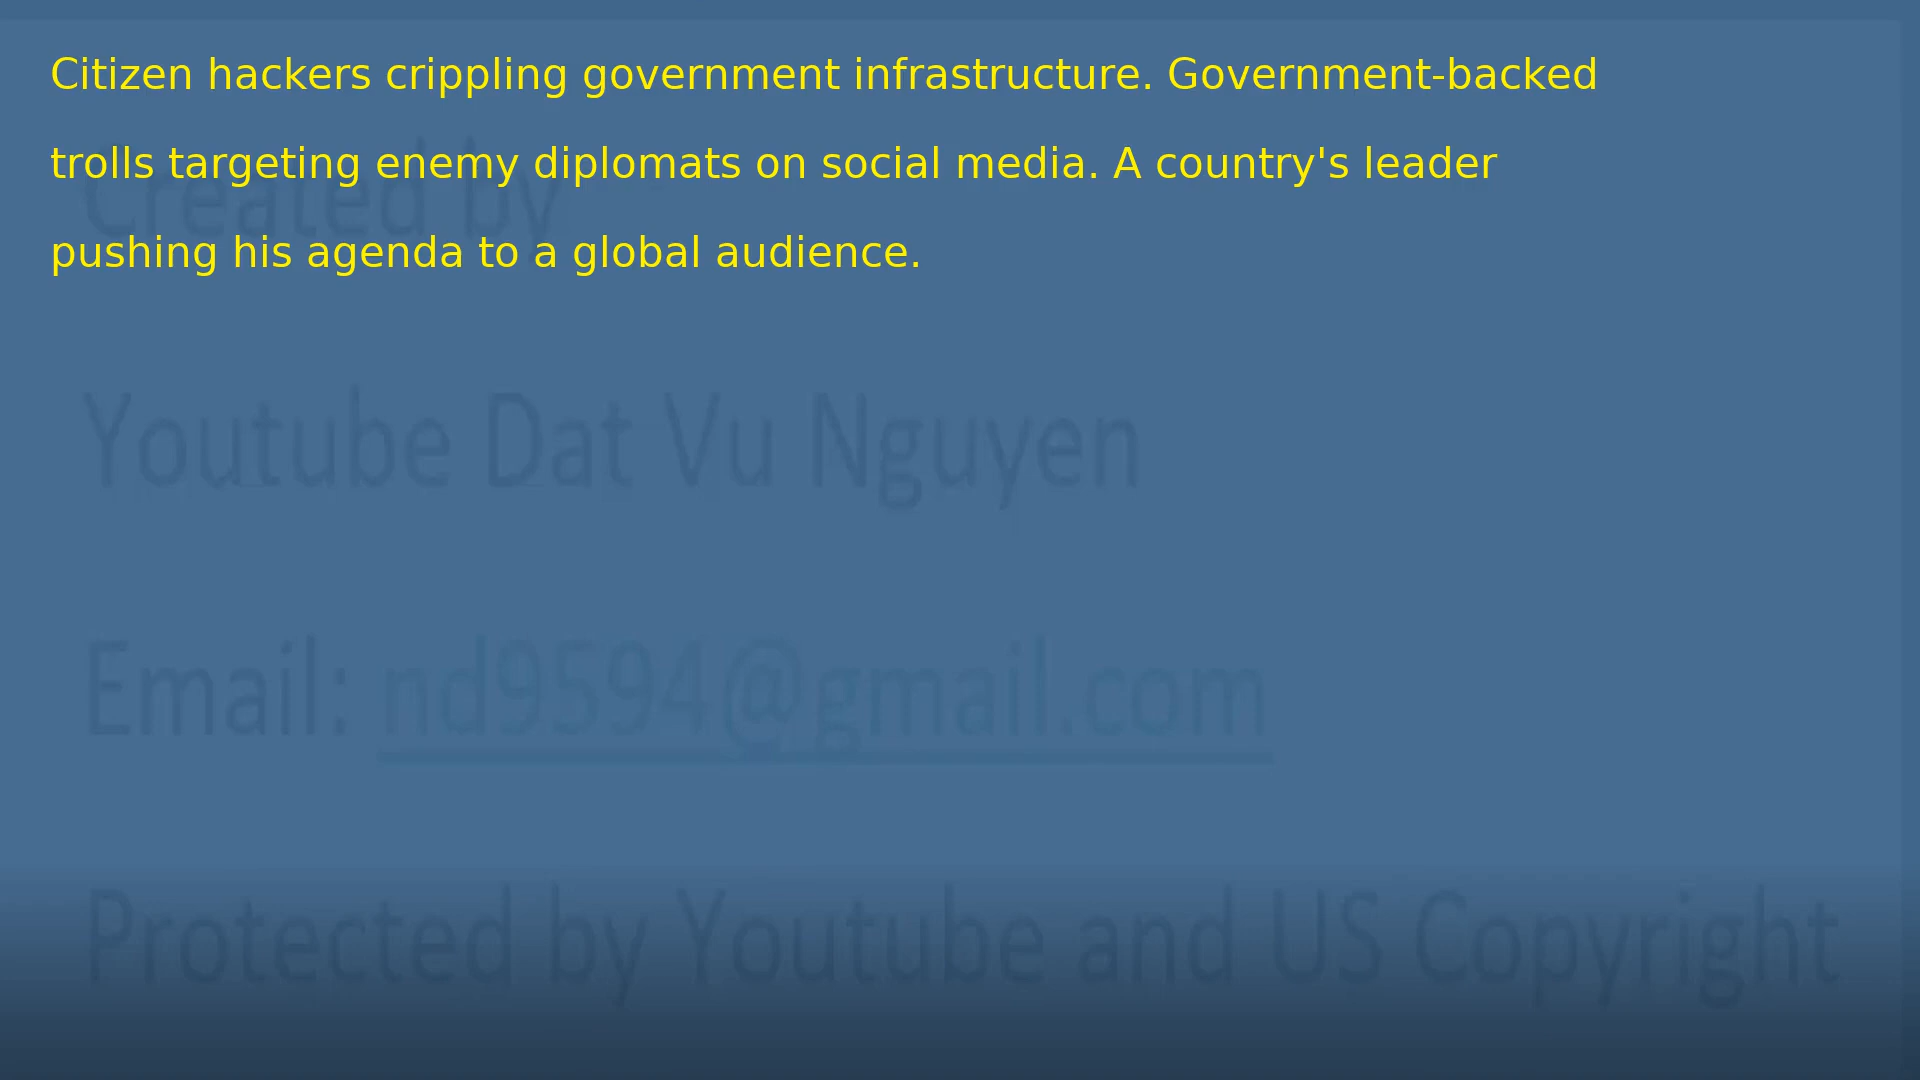 Citizen hackers crippling government infrastructure. Government-backed
trolls targeting enemy diplomats on social media. A country's leader
pushing his agenda to a global audience.
Created by
Youtube Dat Vu Nguyen
Email: nd9594@gmail.com
Protected by Youtube and US Copyright